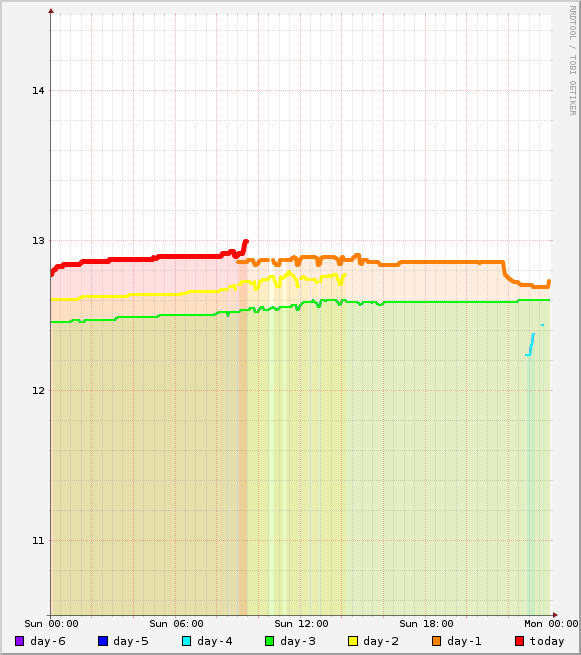 RRDTOOL / TOBI OETIKER
14
13
12
11
Sun 00:00 Sun 06:00 Sun 12:00 Sun 18:00 Mon 00:00
day-6 day-5 day-4 day-3 day-2 day-1 today